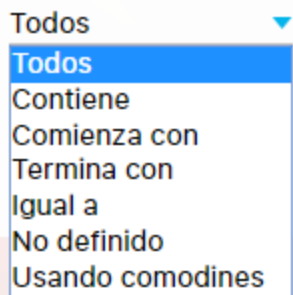 Todos
Todos
Contiene
Comienza con
Termina con
Igual a
No definido
Usando comodines